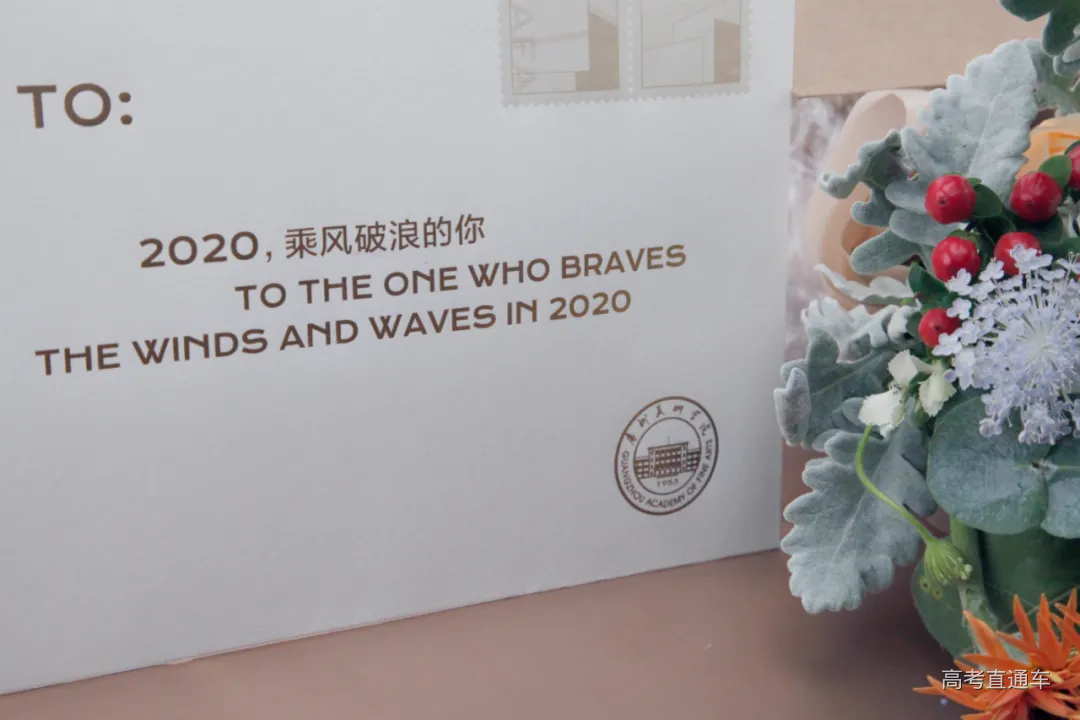 TO:
2020, 乘风破浪的你
TO THE ONE WHO BRAVES
THE WINDS AND WAVES IN 2020
广州美术学院
1953
GUANGZHOU ACADEMY OF FINE ARTS
高考直通车